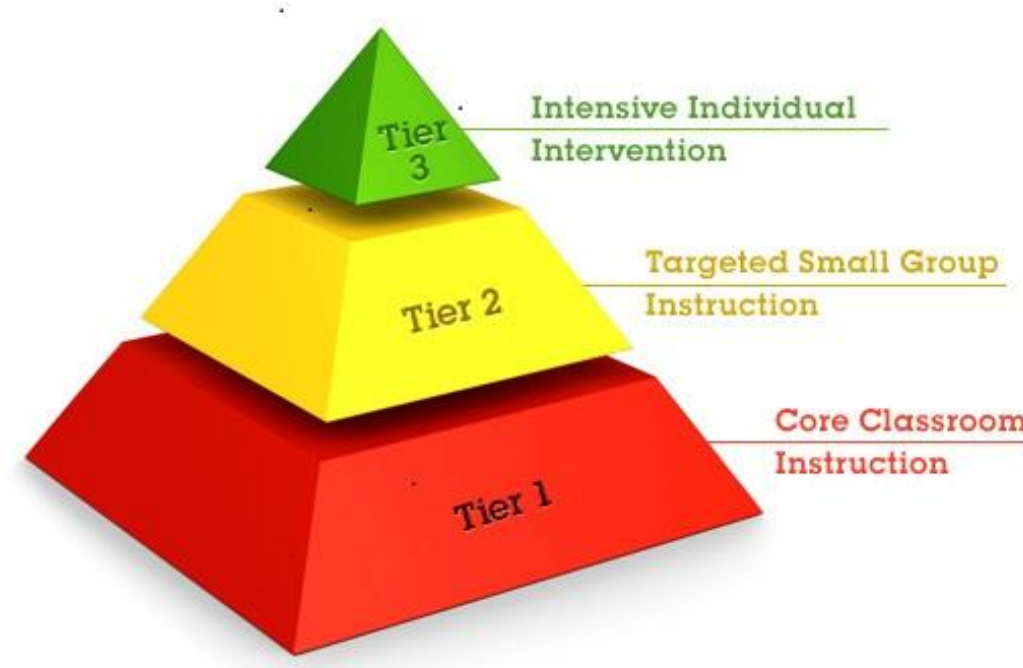 Tier
3
Intensive Individual
Intervention
Tier 2
Targeted Small Group
Instruction
Tier 1
Core Classroom
Instruction